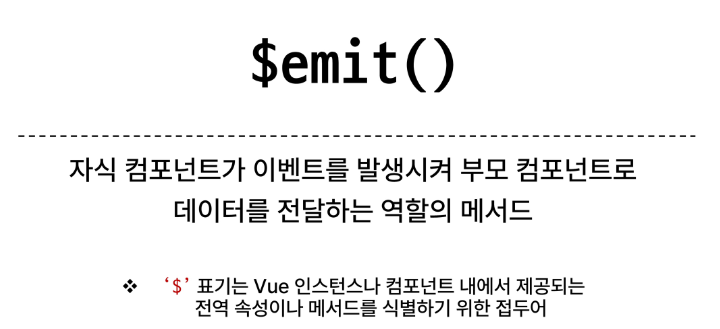 $emit()
자식 컴포넌트가 이벤트를 발생시켜 부모 컴포넌트로
데이터를 전달하는 역할의 메서드
❖ ‘$’ 표기는 Vue 인스턴스나 컴포넌트 내에서 제공되는
전역 속성이나 메서드를 식별하기 위한 접두어